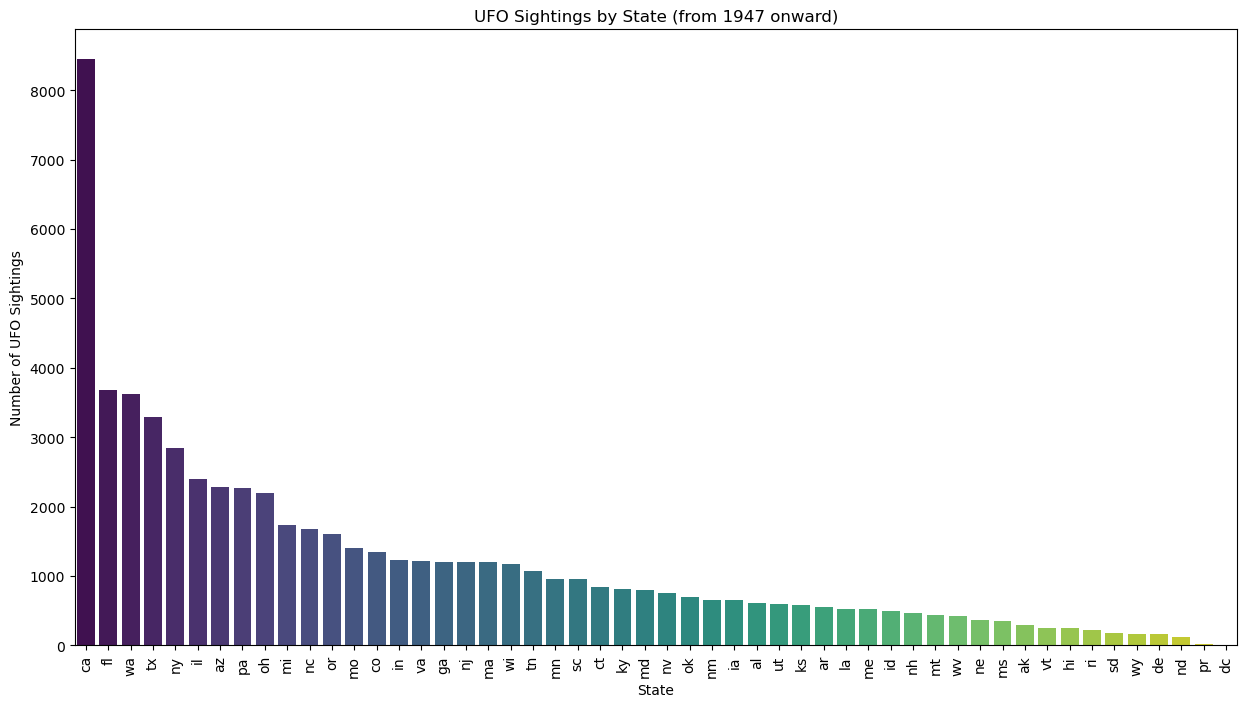 UFO Sightings by State (from 1947 onward)
Number of UFO Sightings
8000
7000
6000
5000
4000
3000
2000
1000
0
ca fl wa tx ny il az pa oh mi nc or mo co in va ga nj ma wi tn mn sc ct ky md nv ok nm ia al ut ks ar la me id nh mt wv ne ms ak vt hi ri sd wy de nd pr dc
State